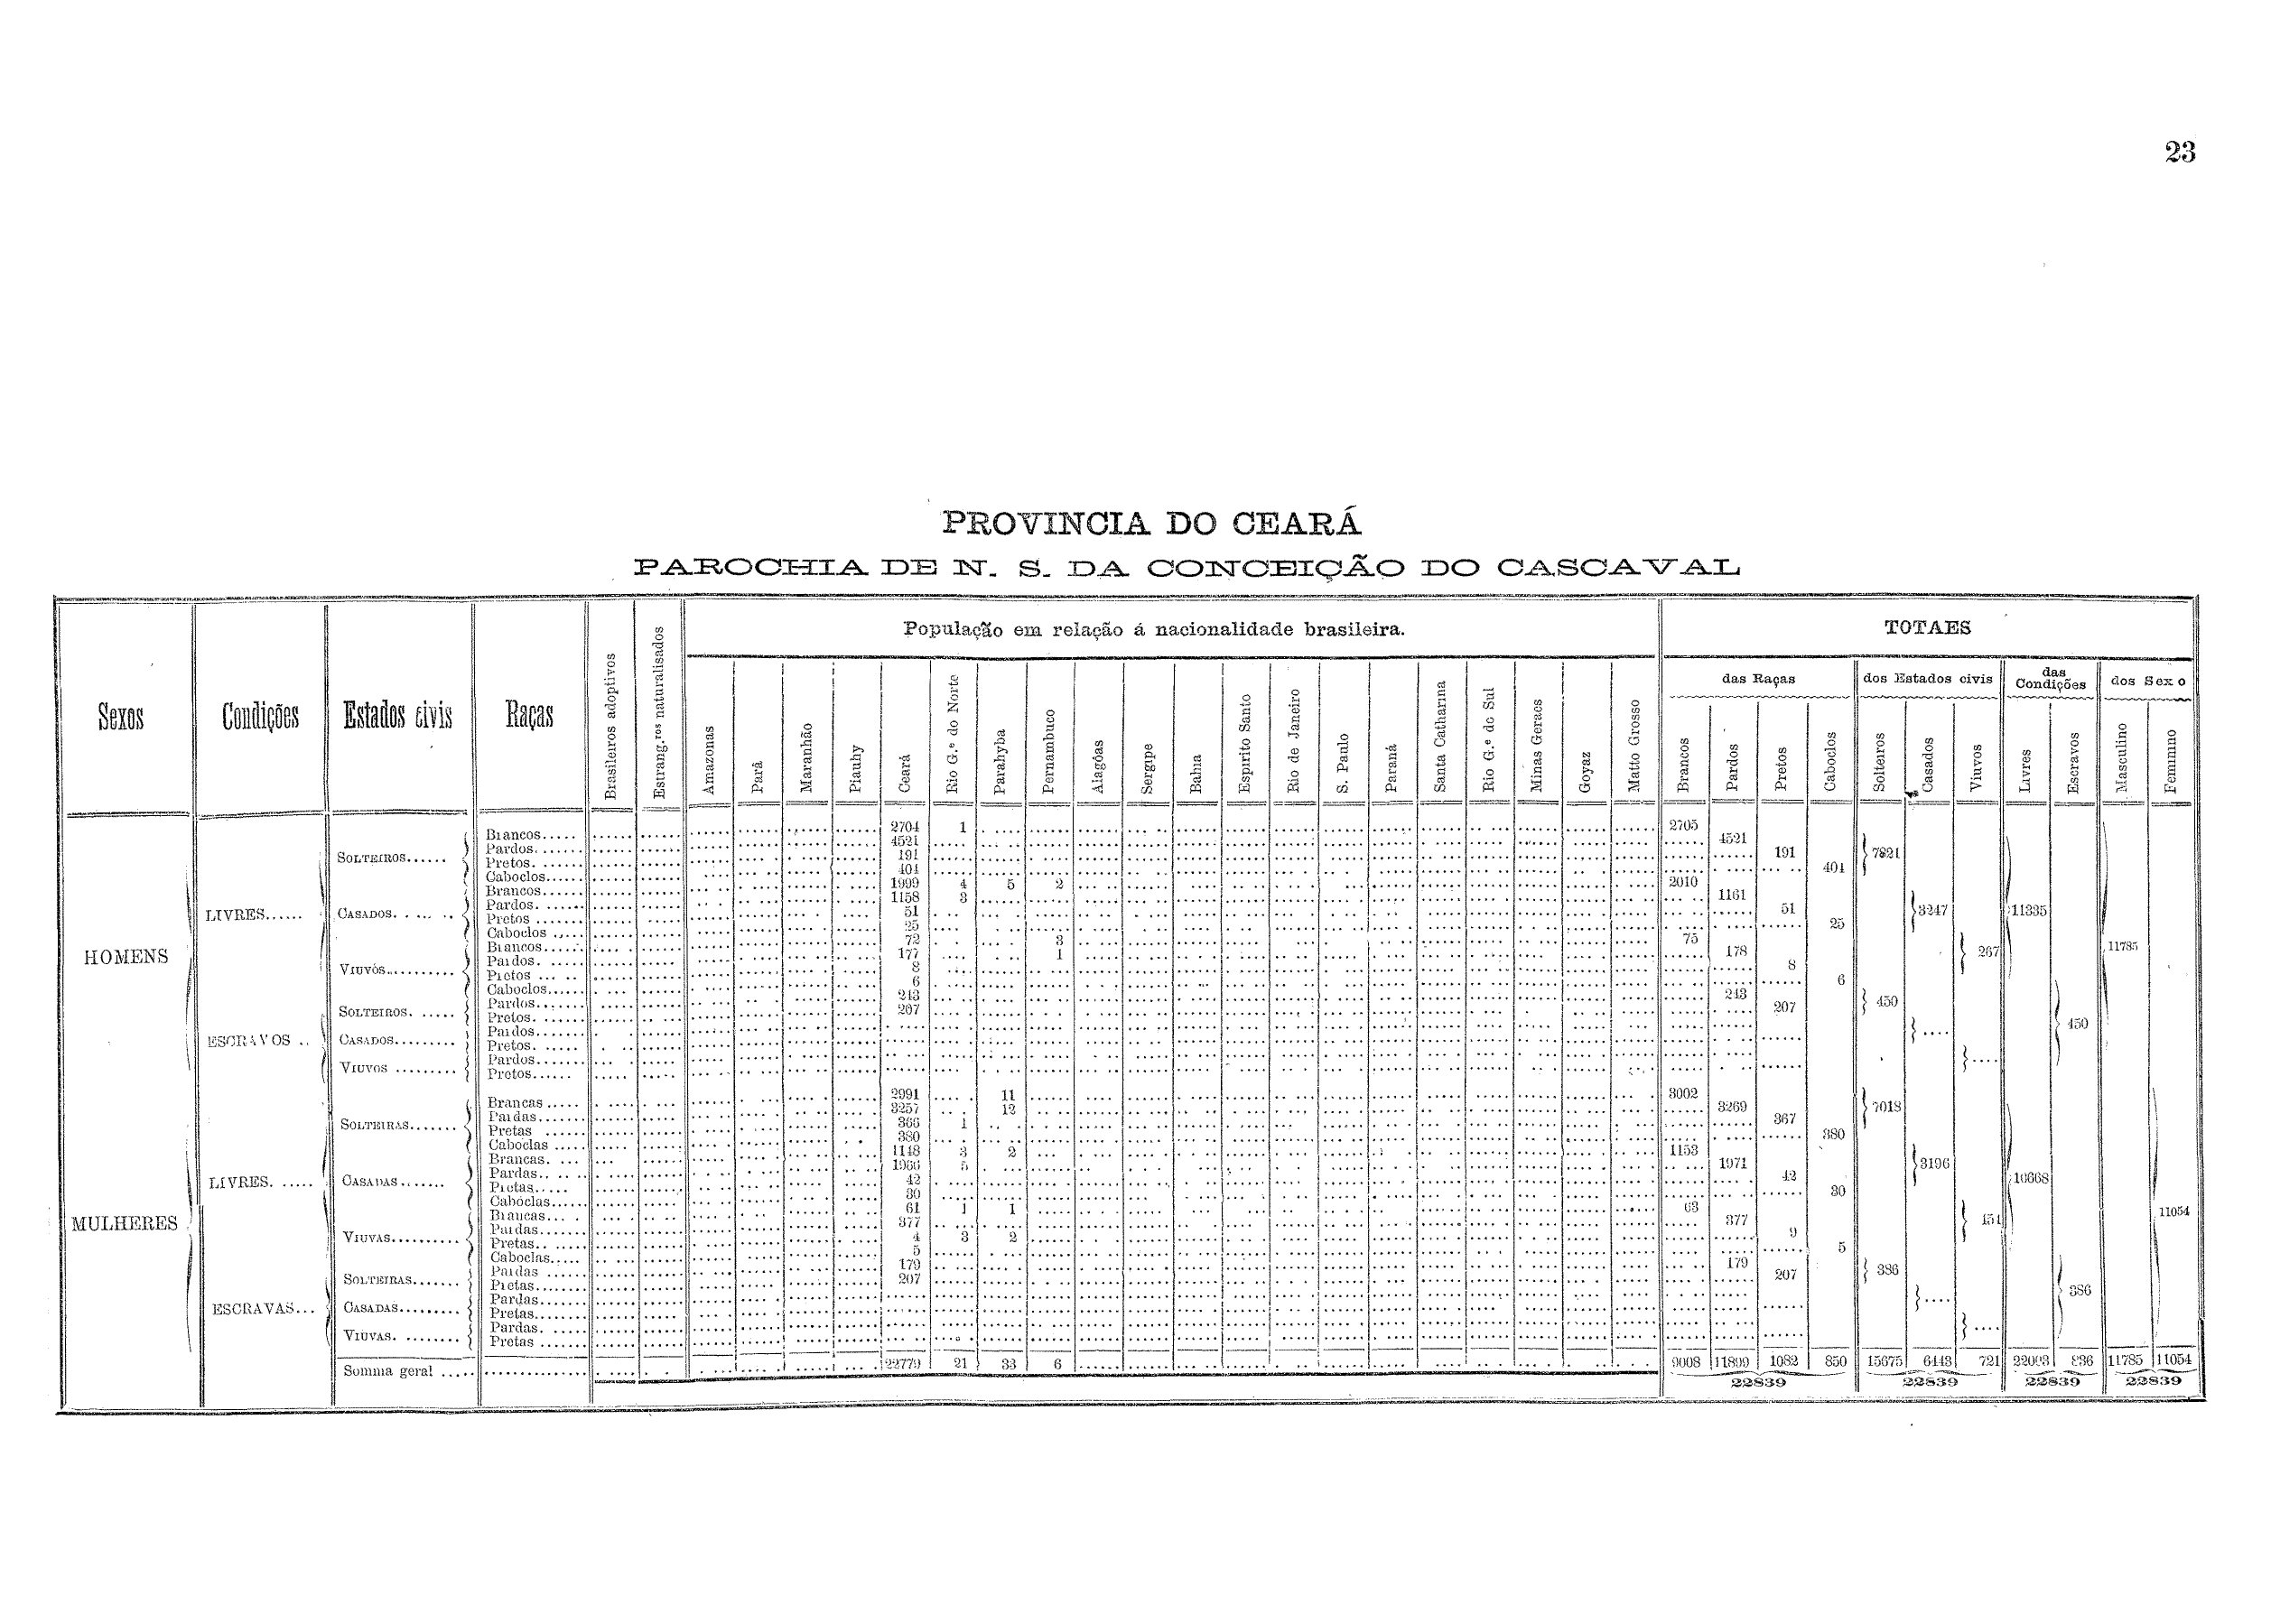 23
PROVINCIA DO CEARÁ
PAROCHIA DE N. S. DA CONCEIÇÃO DO CASCAVAL
Sexos Condições Estados civis Raças Brasileiros adoptivos Estrang.ros naturalisados População em relação á nacionalidade brasileira. TOTAES
das Raças dos Estados civis das Condições dos Sexo
Amazonas Pará Maranhão Piauhy Ceará Rio G.e do Norte Parahyba Pernambuco Alagôas Sergipe Bahia Espirito Santo Rio de Janeiro S. Paulo Paraná Santa Catharina Rio G.e do Sul Minas Geraes Goyaz Matto Grosso Brancos Pardos Pretos Caboclos Solteiros Casados Viuvos Livres Escravos Masculino Feminino
HOMENS 11785
LIVRES...... 11335
SOLTEIROS...... 7821
Brancos..... 2704 1 2705
Pardos....... 4521 4521
Pretos....... 191 191
Caboclos...... 404 404
CASADOS...... 3247
Brancos...... 1999 4 5 2 2010
Pardos....... 1158 3 1161
Pretos ....... 51 51
Caboclos ..... 25 25
VIUVOS.......... 267
Brancos...... 72 3 75
Pardos....... 177 1 178
Pretos ....... 8 8
Caboclos...... 6 6
ESCRAVOS .. 450
SOLTEIROS...... 450
Pardos....... 243 243
Pretos....... 207 207
CASADOS......... ....
Pardos.......
Pretos.......
VIUVOS ......... ....
Pardos.......
Pretos......
MULHERES 11054
LIVRES...... 10668
SOLTEIRAS....... 7018
Brancas ..... 2991 11 3002
Pardas....... 3257 12 3269
Pretas ...... 366 1 367
Caboclas ..... 380 380
CASADAS ....... 3196
Brancas..... 1148 3 2 1153
Pardas...... 1966 5 1971
Pretas..... 42 42
Caboclas...... 30 30
VIUVAS.......... 454
Brancas..... 61 1 1 63
Pardas....... 377 377
Pretas....... 4 3 2 9
Caboclas..... 5 5
ESCRAVAS... 386
SOLTEIRAS....... 386
Pardas ...... 179 179
Pretas....... 207 207
CASADAS......... ....
Pardas.......
Pretas.......
VIUVAS......... ....
Pardas.......
Pretas .......
Somma geral ..... 22779 21 33 6 9008 11899 1082 850 15675 6443 721 22003 836 11785 11054
22839 22839 22839 22839